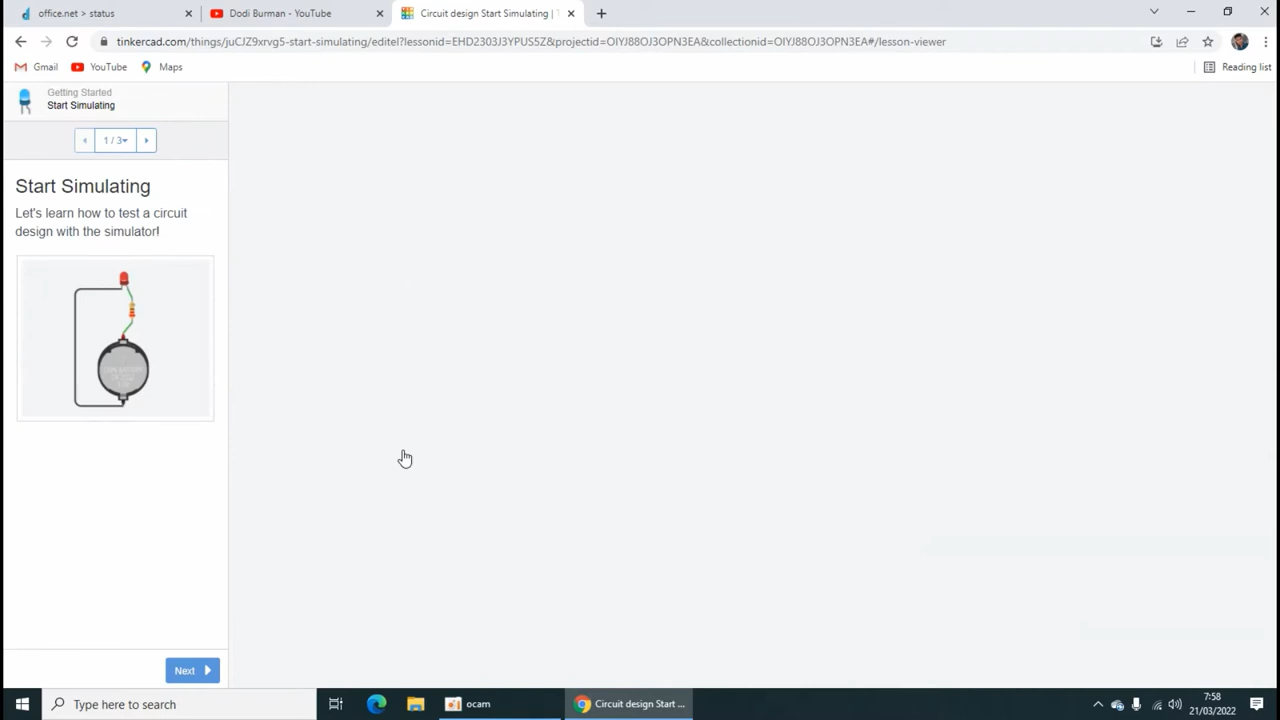 office.net > status
Dodi Burman - YouTube
Circuit design Start Simulating |
tinkercad.com/things/juCJZ9xrvg5-start-simulating/editel?lessonid=EHD2303J3YPUS5Z&projectid=OIYJ88OJ3OPN3EA&collectionid=OIYJ88OJ3OPN3EA#/lesson-viewer
Gmail
YouTube
Maps
Reading list
Getting Started
Start Simulating
1 / 3
Start Simulating
Let's learn how to test a circuit
design with the simulator!
Next
Type here to search
ocam
Circuit design Start ...
7:58
21/03/2022